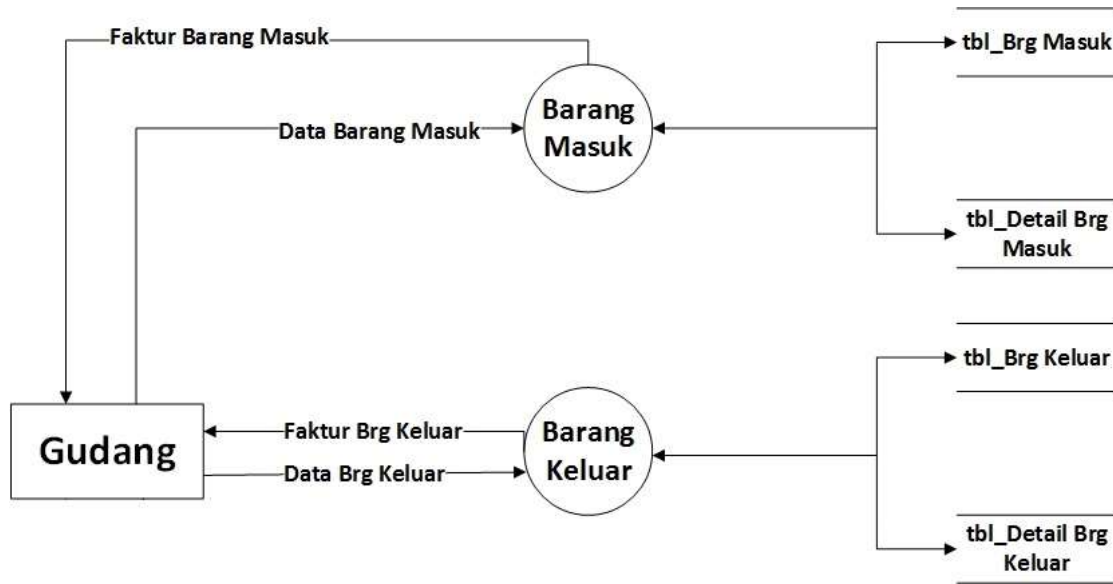 Faktur Barang Masuk
tbl_Brg Masuk
Barang
Masuk
Data Barang Masuk
tbl_Detail Brg
Masuk
tbl_Brg Keluar
Gudang
Faktur Brg Keluar
Data Brg Keluar
Barang
Keluar
tbl_Detail Brg
Keluar